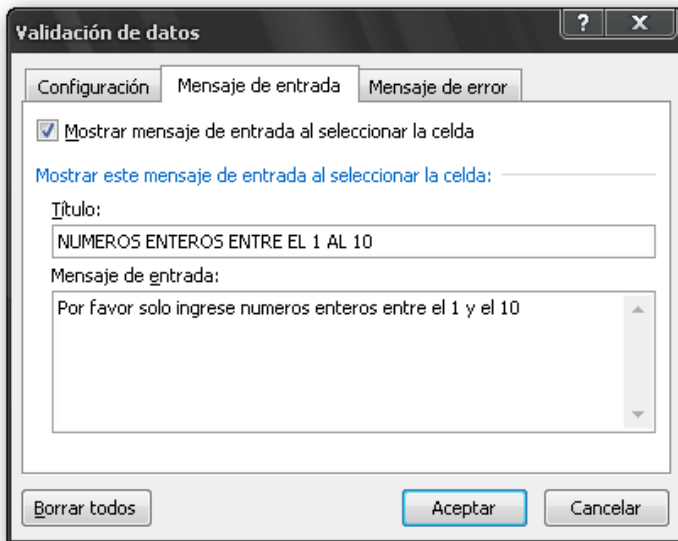 Validación de datos
? X
Configuración Mensaje de entrada Mensaje de error
Mostrar mensaje de entrada al seleccionar la celda
Mostrar este mensaje de entrada al seleccionar la celda:
Título:
NUMEROS ENTEROS ENTRE EL 1 AL 10
Mensaje de entrada:
Por favor solo ingrese numeros enteros entre el 1 y el 10
Borrar todos Aceptar Cancelar